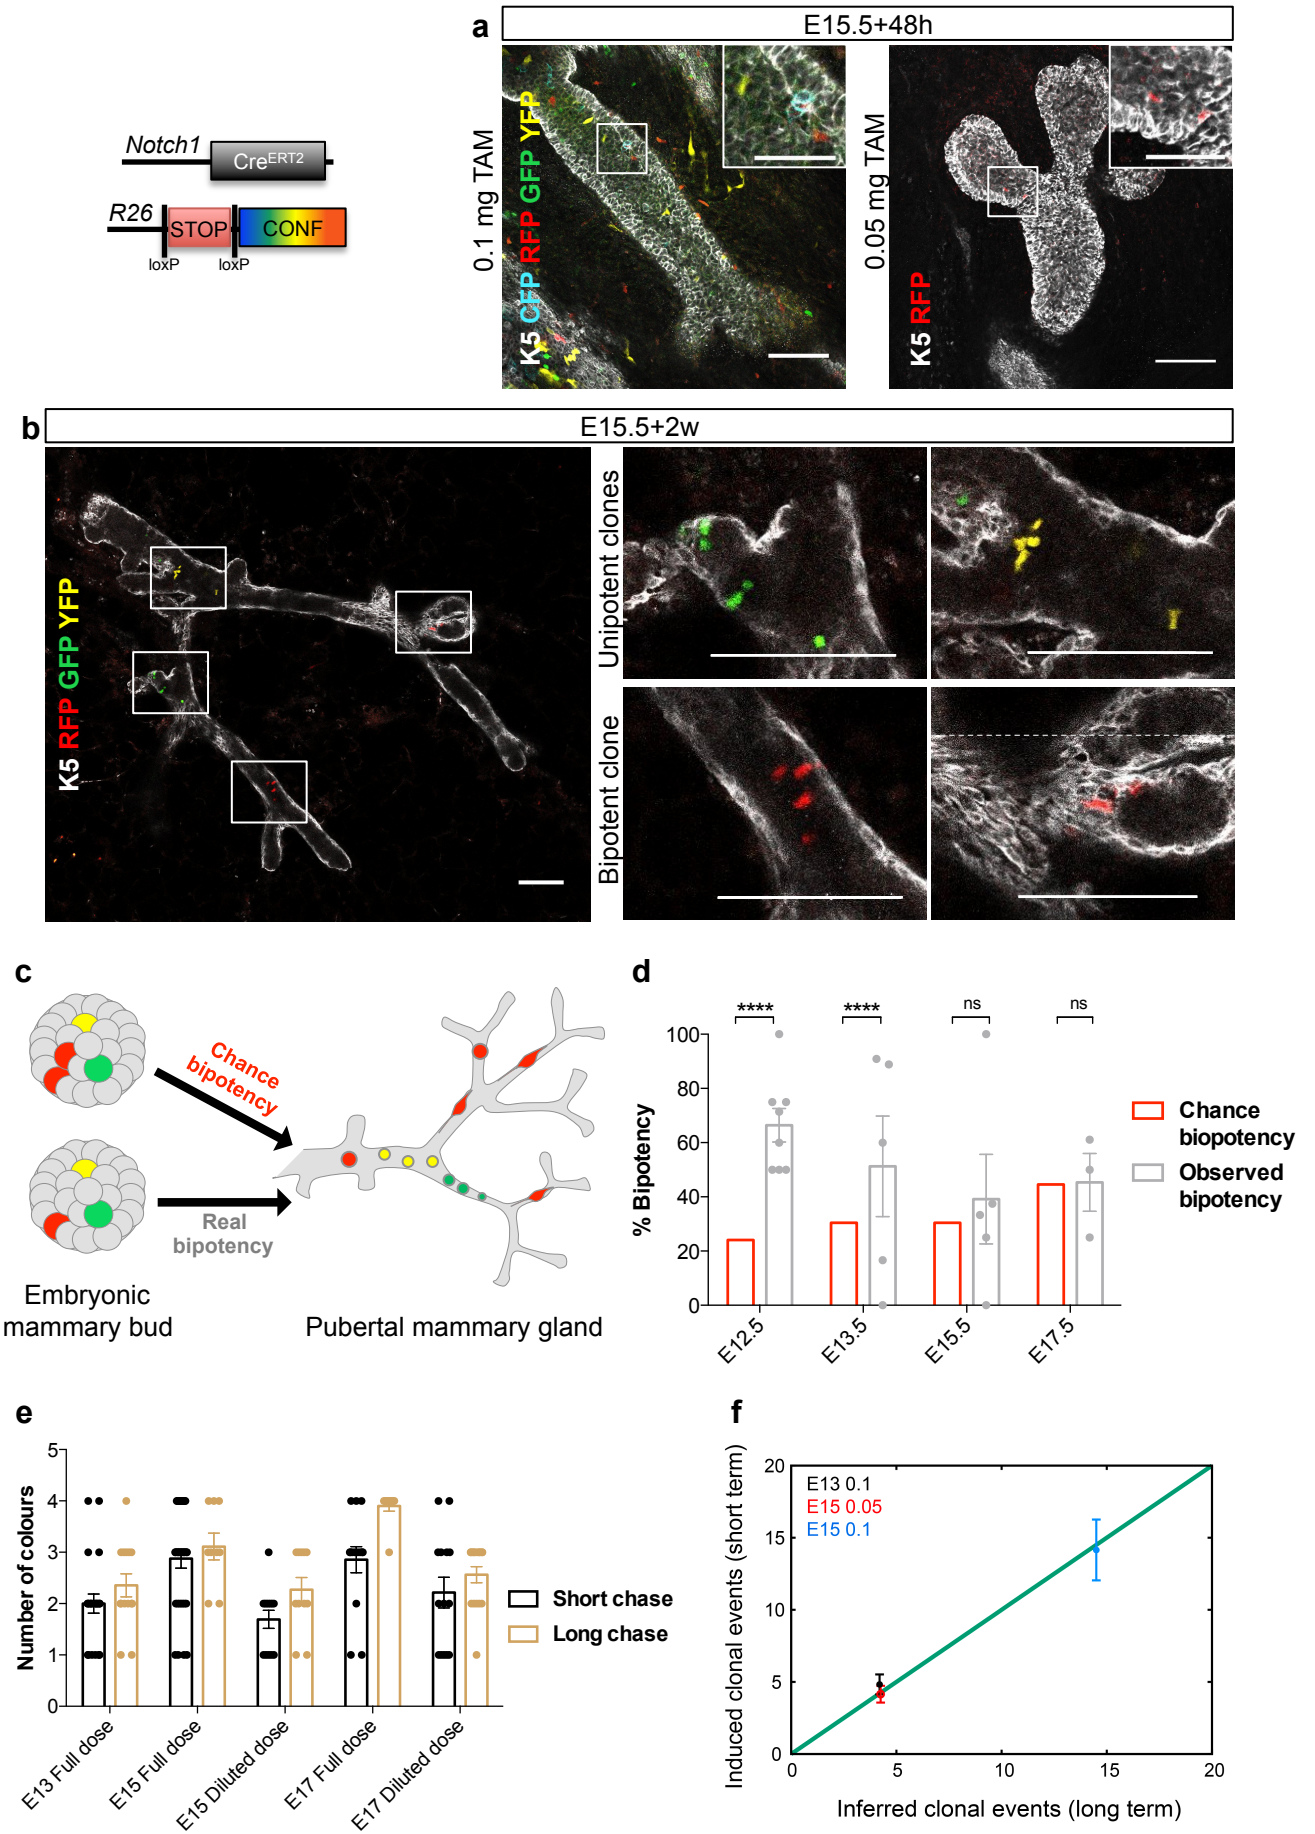 a
E15.5+48h
Notch1
CreERT2
R26
STOP
CONF
loxP
loxP
0.1 mg TAM
K5 CFP RFP GFP YFP
0.05 mg TAM
K5 RFP
b
E15.5+2w
K5 RFP GFP YFP
Unipotent clones
Bipotent clone
c
Chance
bipotency
Real
bipotency
Embryonic
mammary bud
Pubertal mammary gland
d
****
****
ns
ns
% Bipotency
100
80
60
40
20
0
E12.5
E13.5
E15.5
E17.5
Chance
biopotency
Observed
bipotency
e
Number of colours
5
4
3
2
1
0
E13 Full dose
E15 Full dose
E15 Diluted dose
E17 Full dose
E17 Diluted dose
Short chase
Long chase
f
Induced clonal events (short term)
20
15
10
5
0
E13 0.1
E15 0.05
E15 0.1
0
5
10
15
20
Inferred clonal events (long term)